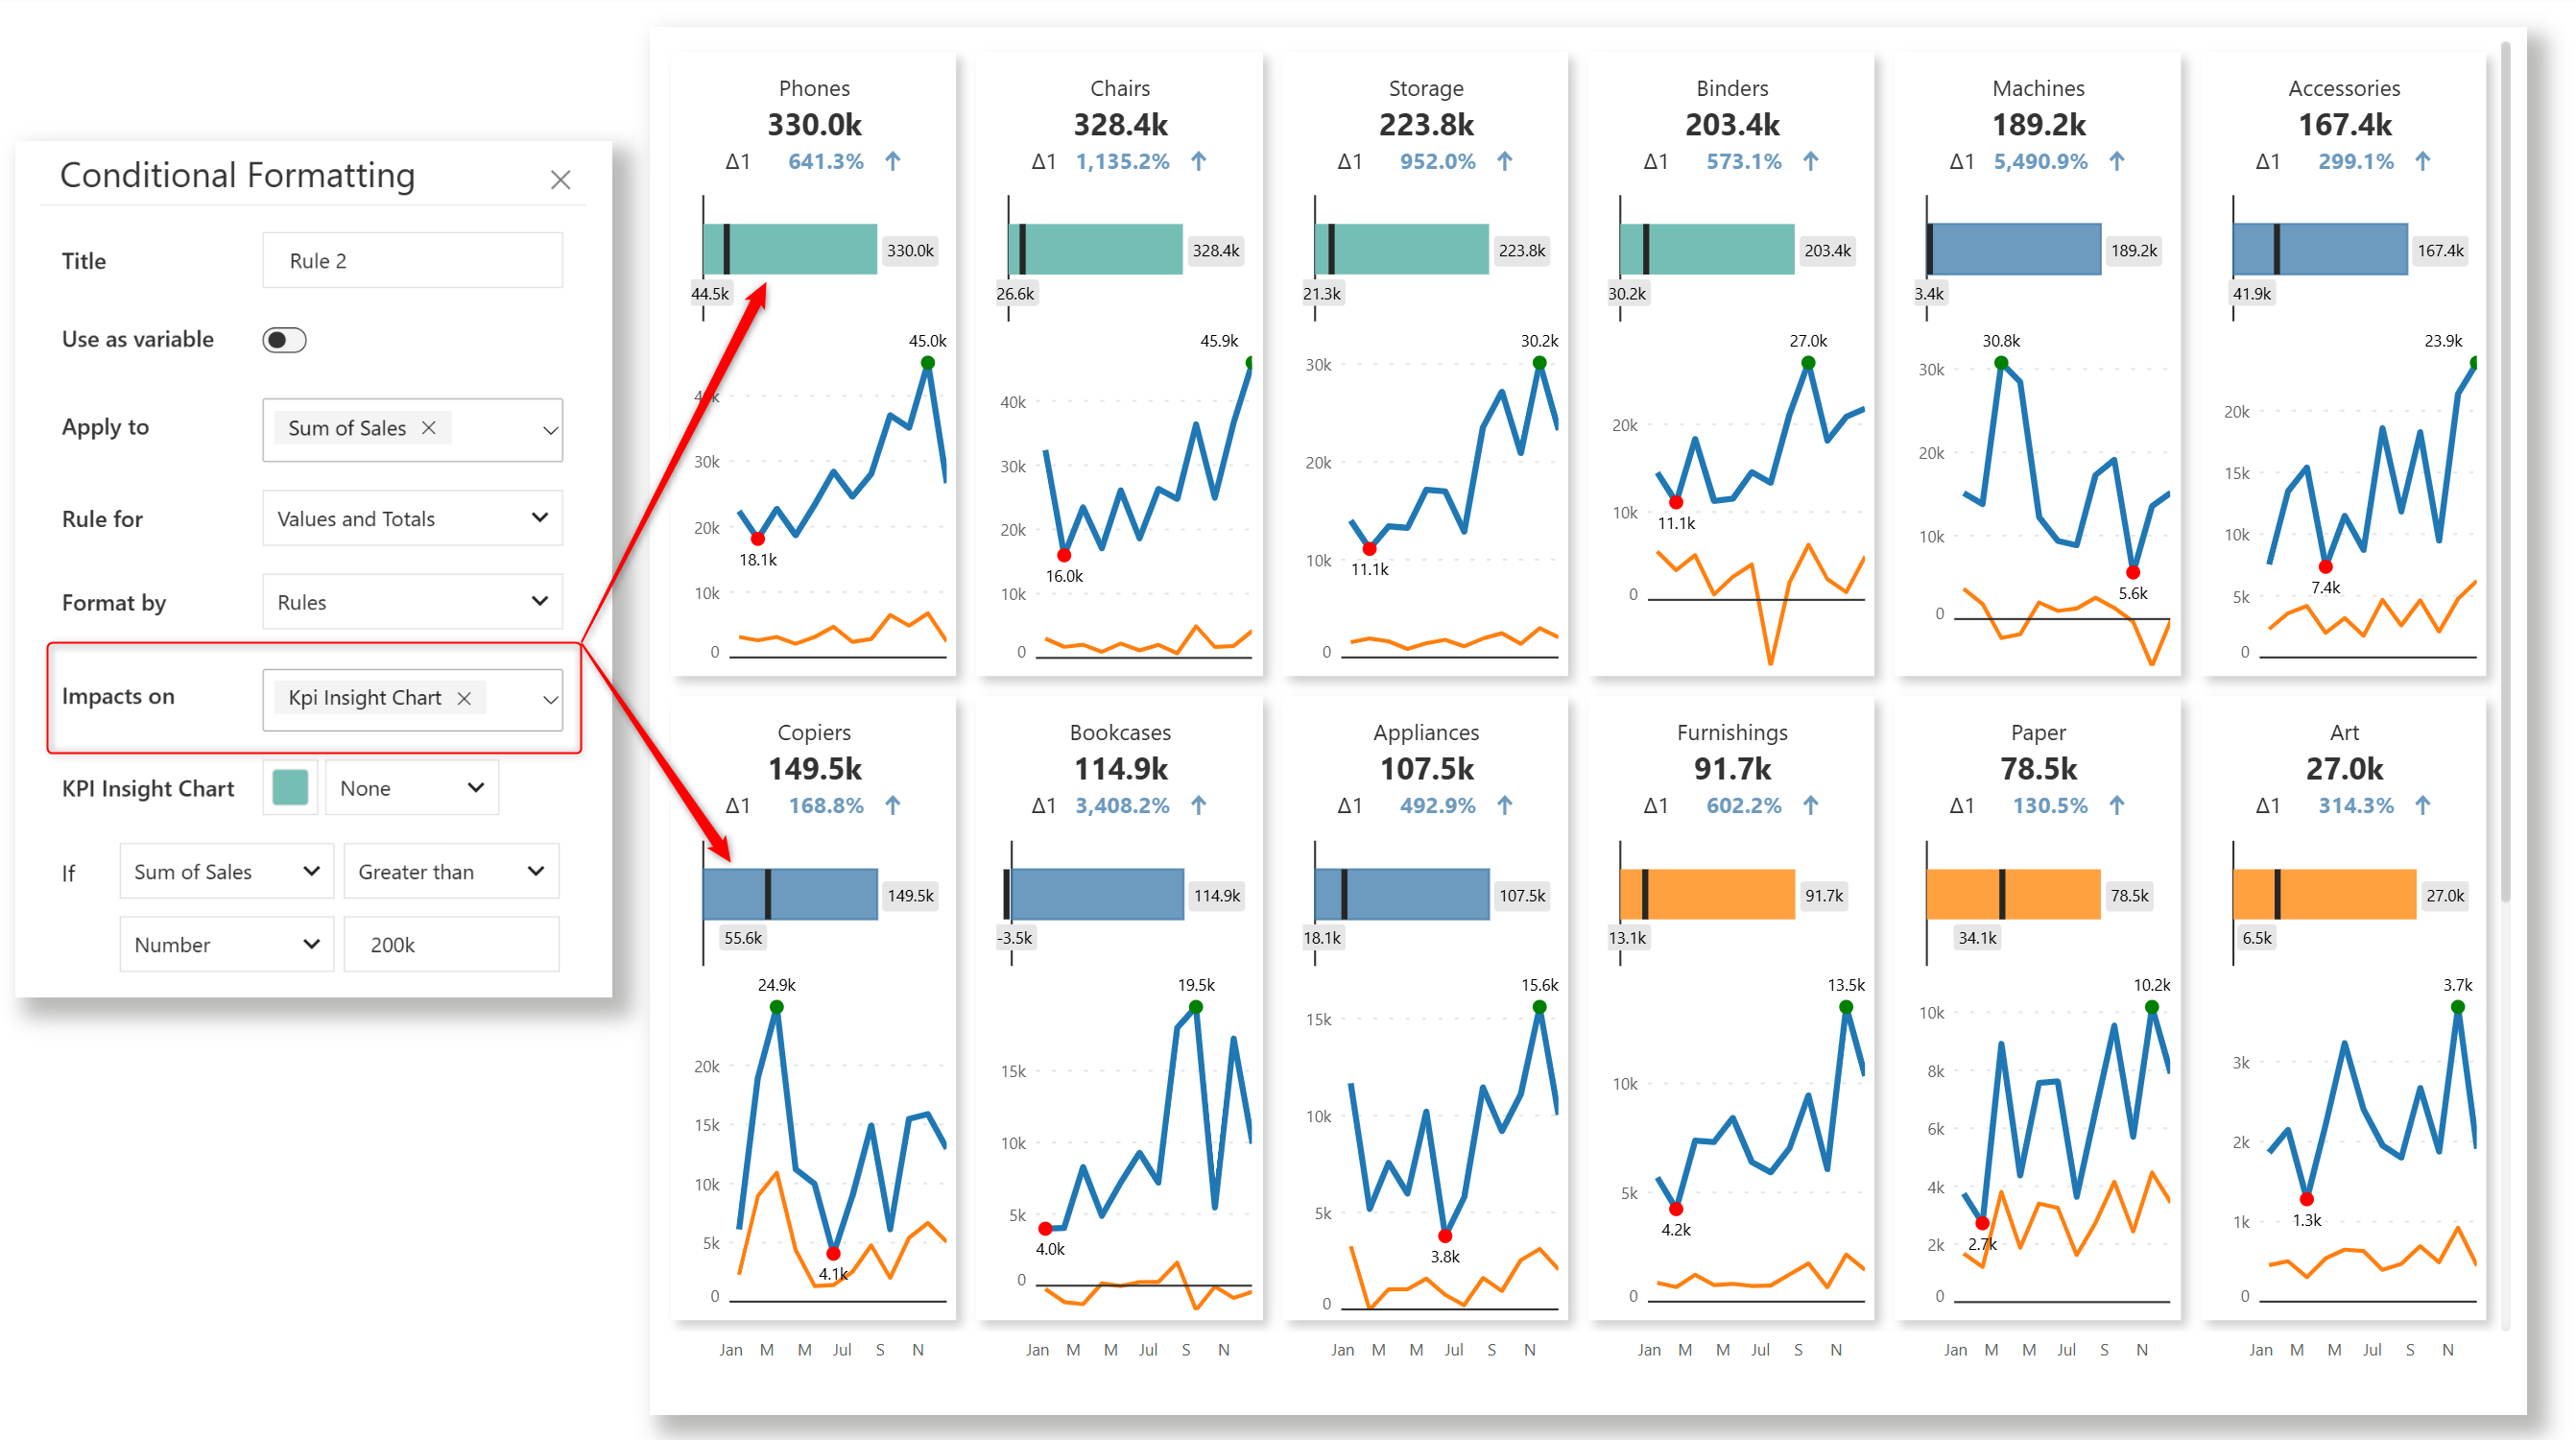 Conditional Formatting
Title Rule 2
Use as variable
Apply to Sum of Sales
Rule for Values and Totals
Format by Rules
Impacts on Kpi Insight Chart
KPI Insight Chart None
If Sum of Sales Greater than
Number 200k
Phones
330.0k
Δ1 641.3% ↑
330.0k
44.5k
45.0k
40k
30k
20k
18.1k
10k
0
Chairs
328.4k
Δ1 1,135.2% ↑
328.4k
26.6k
45.9k
40k
30k
20k
16.0k
10k
0
Storage
223.8k
Δ1 952.0% ↑
223.8k
21.3k
30.2k
30k
20k
10k
11.1k
0
Binders
203.4k
Δ1 573.1% ↑
203.4k
30.2k
27.0k
20k
10k
11.1k
0
Machines
189.2k
Δ1 5,490.9% ↑
189.2k
3.4k
30.8k
30k
20k
10k
5.6k
0
Accessories
167.4k
Δ1 299.1% ↑
167.4k
41.9k
23.9k
20k
15k
10k
7.4k
5k
0
Copiers
149.5k
Δ1 168.8% ↑
149.5k
55.6k
24.9k
20k
15k
10k
5k
4.1k
0
Jan M M Jul S N
Bookcases
114.9k
Δ1 3,408.2% ↑
114.9k
-3.5k
19.5k
15k
10k
5k
4.0k
0
Jan M M Jul S N
Appliances
107.5k
Δ1 492.9% ↑
107.5k
18.1k
15.6k
15k
10k
5k
3.8k
0
Jan M M Jul S N
Furnishings
91.7k
Δ1 602.2% ↑
91.7k
13.1k
13.5k
10k
5k
4.2k
0
Jan M M Jul S N
Paper
78.5k
Δ1 130.5% ↑
78.5k
34.1k
10.2k
10k
8k
6k
4k
2k 2.7k
0
Jan M M Jul S N
Art
27.0k
Δ1 314.3% ↑
27.0k
6.5k
3.7k
3k
2k
1k 1.3k
0
Jan M M Jul S N